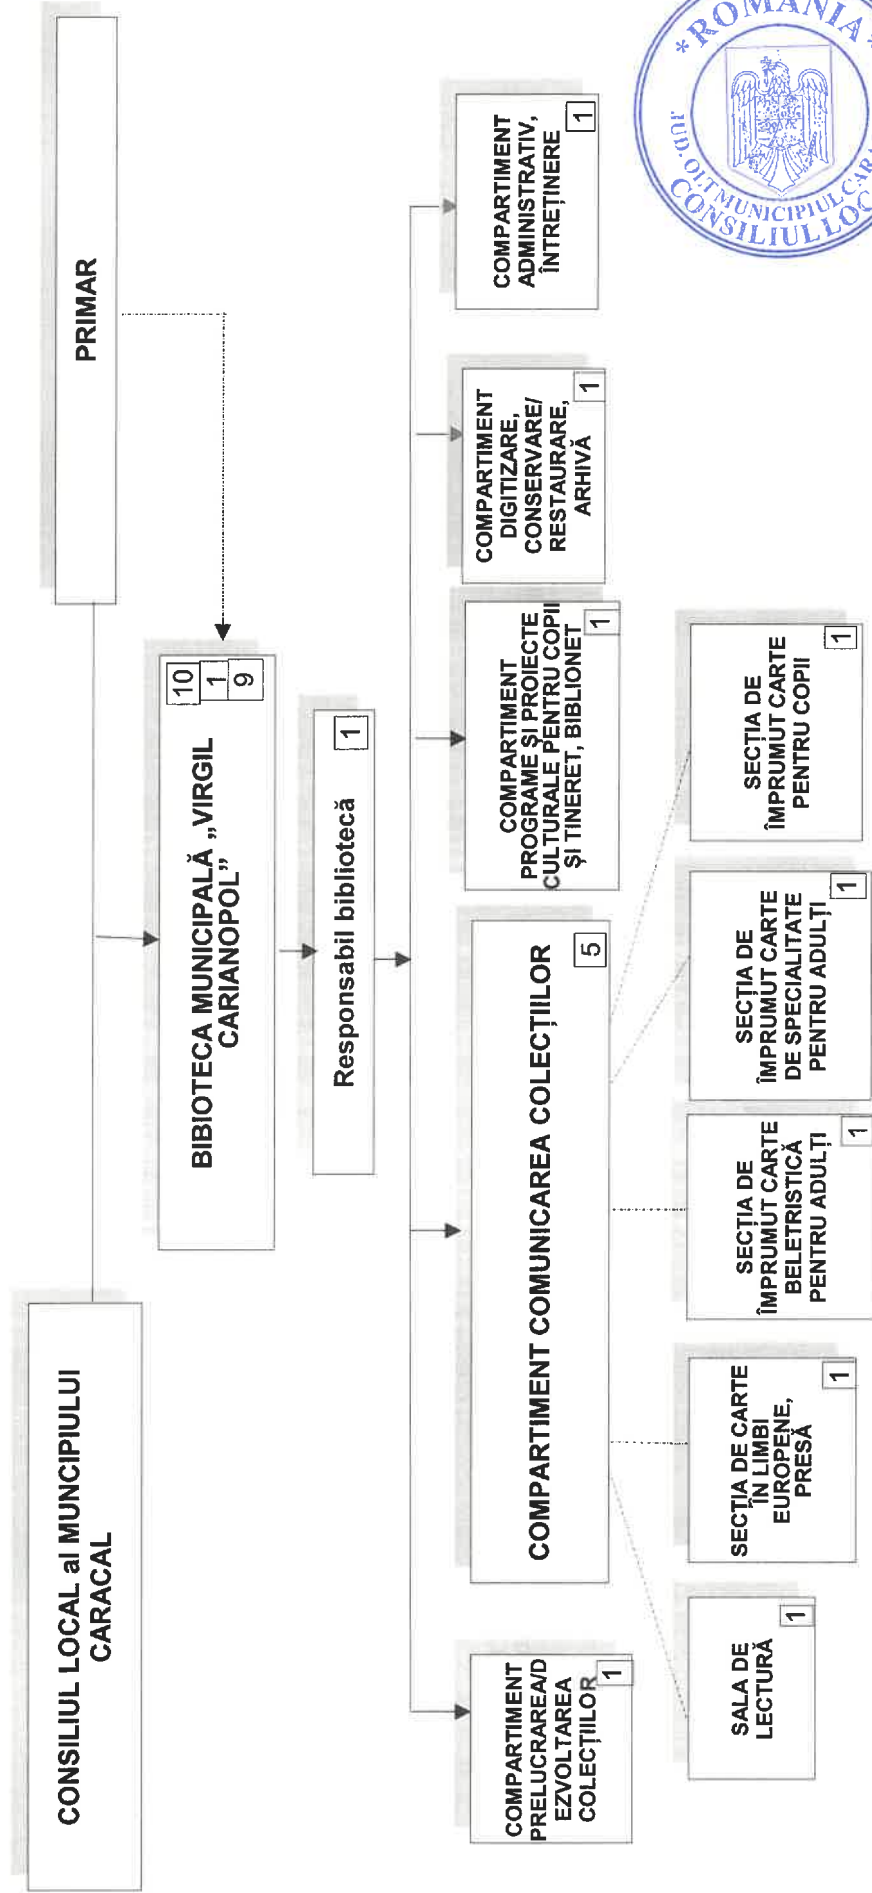 CONSILIUL LOCAL al MUNCIPIULUI
CARACAL
PRIMAR
BIBIOTECA MUNICIPALĂ „VIRGIL
CARIANOPOL”
10
1
9
Responsabil bibliotecă
1
COMPARTIMENT
PRELUCRAREA/D
EZVOLTAREA
COLECȚIILOR
1
COMPARTIMENT COMUNICAREA COLECȚIILOR
5
COMPARTIMENT
PROGRAME ȘI PROIECTE
CULTURALE PENTRU COPII
ȘI TINERET, BIBLIONET
1
COMPARTIMENT
DIGITIZARE,
CONSERVARE/
RESTAURARE,
ARHIVĂ
1
COMPARTIMENT
ADMINISTRATIV,
ÎNTREȚINERE
1
SALA DE
LECTURĂ
1
SECȚIA DE CARTE
ÎN LIMBI
EUROPENE,
PRESĂ
1
SECȚIA DE
ÎMPRUMUT CARTE
BELETRISTICĂ
PENTRU ADULȚI
1
SECȚIA DE
ÎMPRUMUT CARTE
DE SPECIALITATE
PENTRU ADULȚI
1
SECȚIA DE
ÎMPRUMUT CARTE
PENTRU COPII
1
*ROMANIA*
JUD. OLT MUNICIPIUL
CONSILIUL